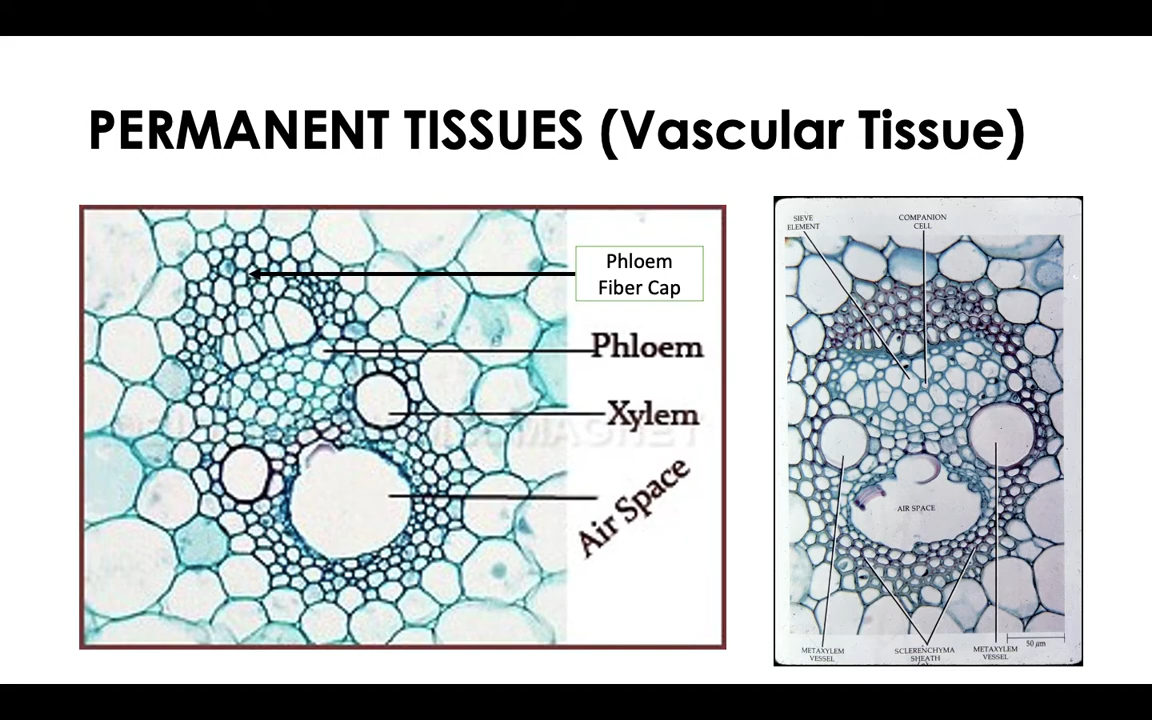 PERMANENT TISSUES (Vascular Tissue)
Phloem
Fiber Cap
Phloem
Xylem
Air Space
SIEVE
ELEMENT
COMPANION
CELL
AIR SPACE
METAXYLEM
VESSEL
SCLERENCHYMA
SHEATH
METAXYLEM
VESSEL
50 µm